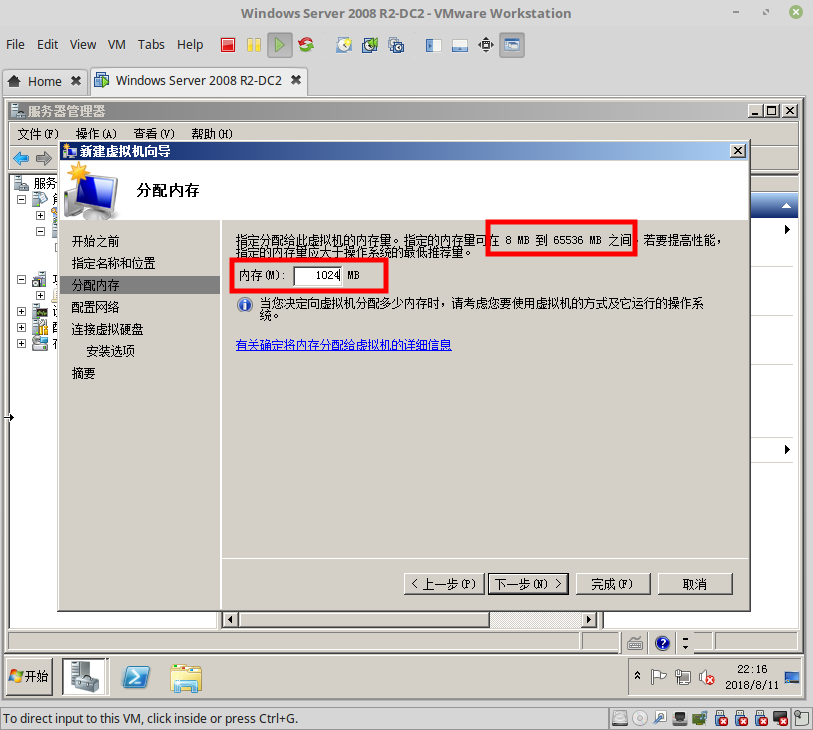 Windows Server 2008 R2-DC2 - VMware Workstation
File Edit View VM Tabs Help
Home Windows Server 2008 R2-DC2
服务器管理器
文件(F) 操作(A) 查看(V) 帮助(H)
新建虚拟机向导
服务
分配内存
开始之前
指定名称和位置
分配内存
配置网络
连接虚拟硬盘
安装选项
摘要
指定分配给此虚拟机的内存量。指定的内存量可在 8 MB 到 65536 MB 之间。若要提高性能，
指定的内存量应大于操作系统的最低推荐量。
内存(M): 1024 MB
当您决定向虚拟机分配多少内存时，请考虑您要使用虚拟机的方式及它运行的操作系
统。
有关确定将内存分配给虚拟机的详细信息
< 上一步(P) 下一步(N) > 完成(F) 取消
开始
22:16
2018/8/11
To direct input to this VM, click inside or press Ctrl+G.